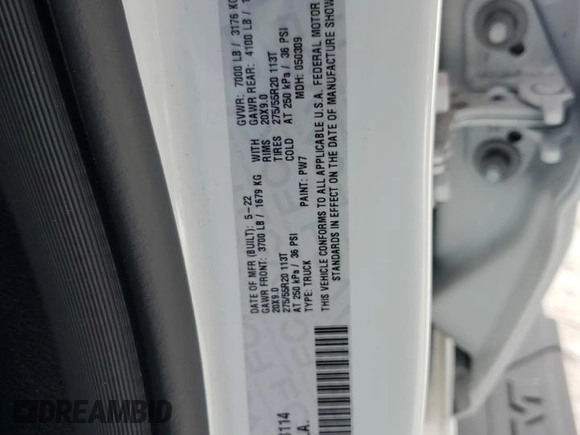 DATE OF MFR (BUILT): 5-22 GVWR: 7000 LB / 3175 KG
GAWR FRONT: 3700 LB / 1679 KG WITH GAWR REAR: 4100 LB /
20X9.0 RIMS 20X9.0
275/55R20 113T TIRES 275/55R20 113T
AT 250 kPa / 36 PSI COLD AT 250 kPa / 36 PSI
TYPE: TRUCK PAINT: PW7 MDH: 050309
THIS VEHICLE CONFORMS TO ALL APPLICABLE U.S.A. FEDERAL MOTOR
STANDARDS IN EFFECT ON THE DATE OF MANUFACTURE SHOW
114
.A.
DREAMBID